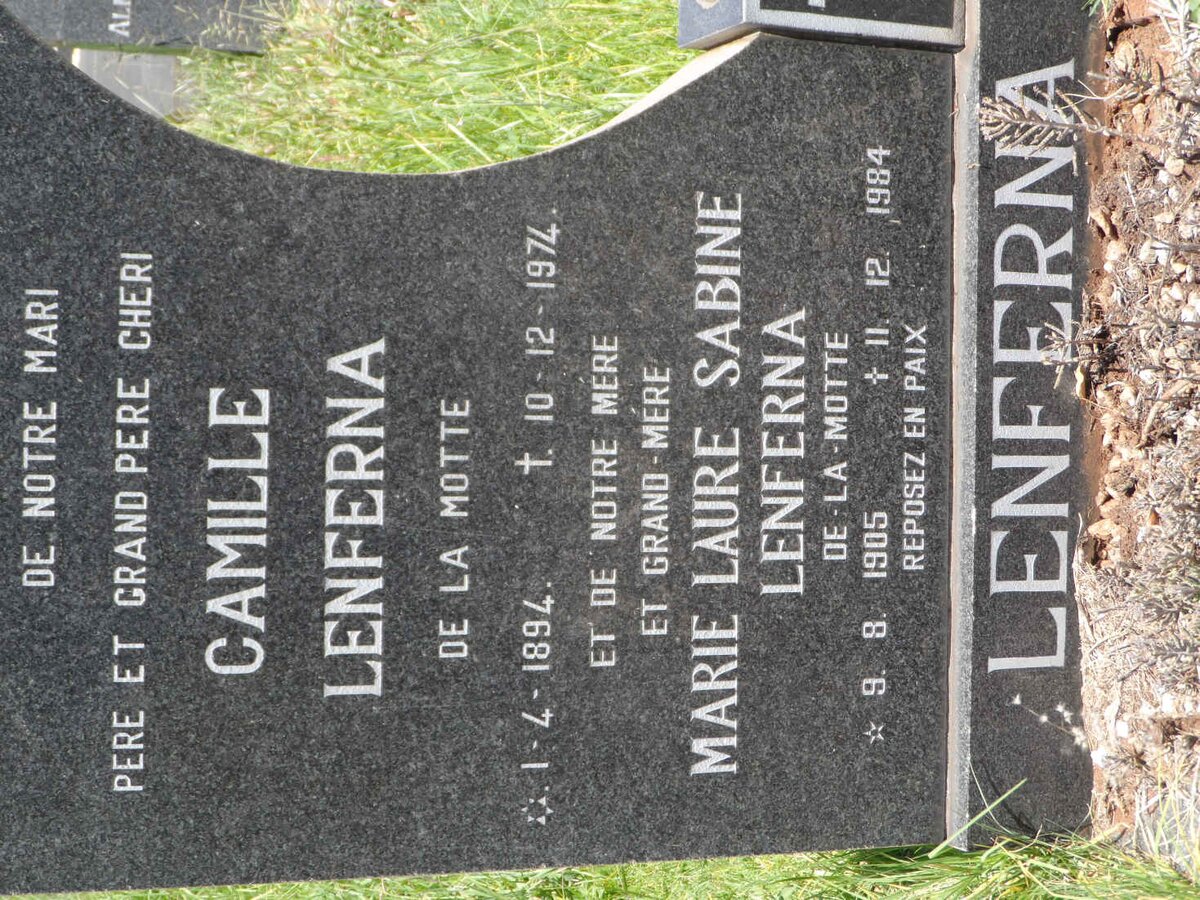 DE NOTRE MARI
PERE ET GRAND PERE CHERI
CAMILLE
LENFERNA
DE LA MOTTE
☆. 1-4-1894. †. 10-12-1974.
ET DE NOTRE MERE
ET GRAND-MÈRE
MARIE LAURE SABINE
LENFERNA
DE-LA-MOTTE
☆ 9. 8. 1905 † 11. 12. 1984
REPOSEZ EN PAIX
LENFERNA